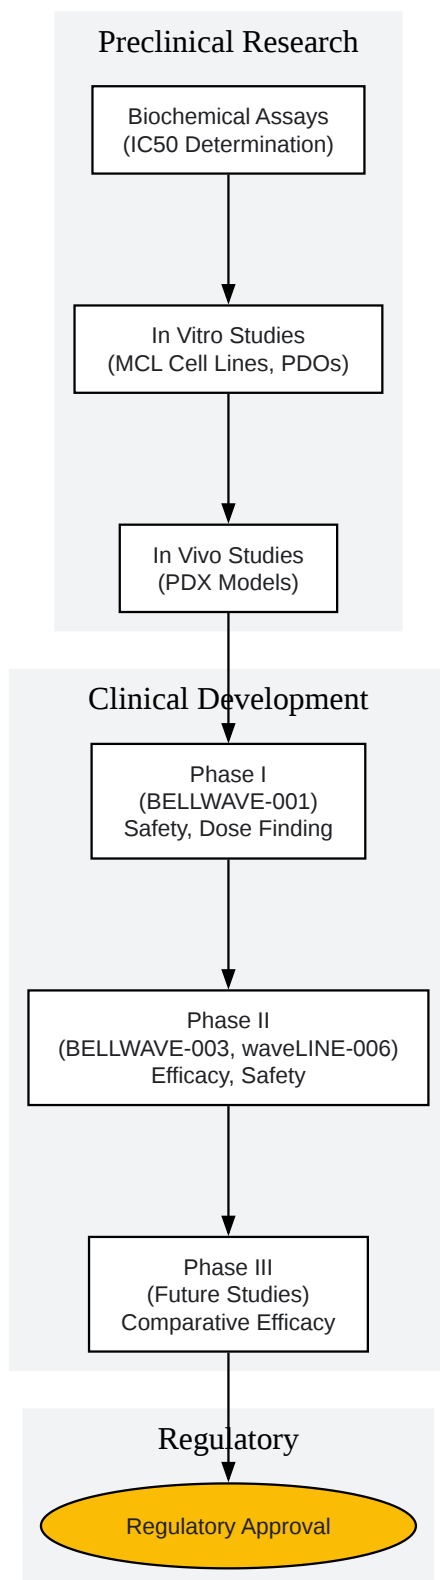 Preclinical Research
Biochemical Assays
(IC50 Determination)
In Vitro Studies
(MCL Cell Lines, PDOs)
In Vivo Studies
(PDX Models)
Clinical Development
Phase I
(BELLWAVE-001)
Safety, Dose Finding
Phase II
(BELLWAVE-003, waveLINE-006)
Efficacy, Safety
Phase III
(Future Studies)
Comparative Efficacy
Regulatory
Regulatory Approval